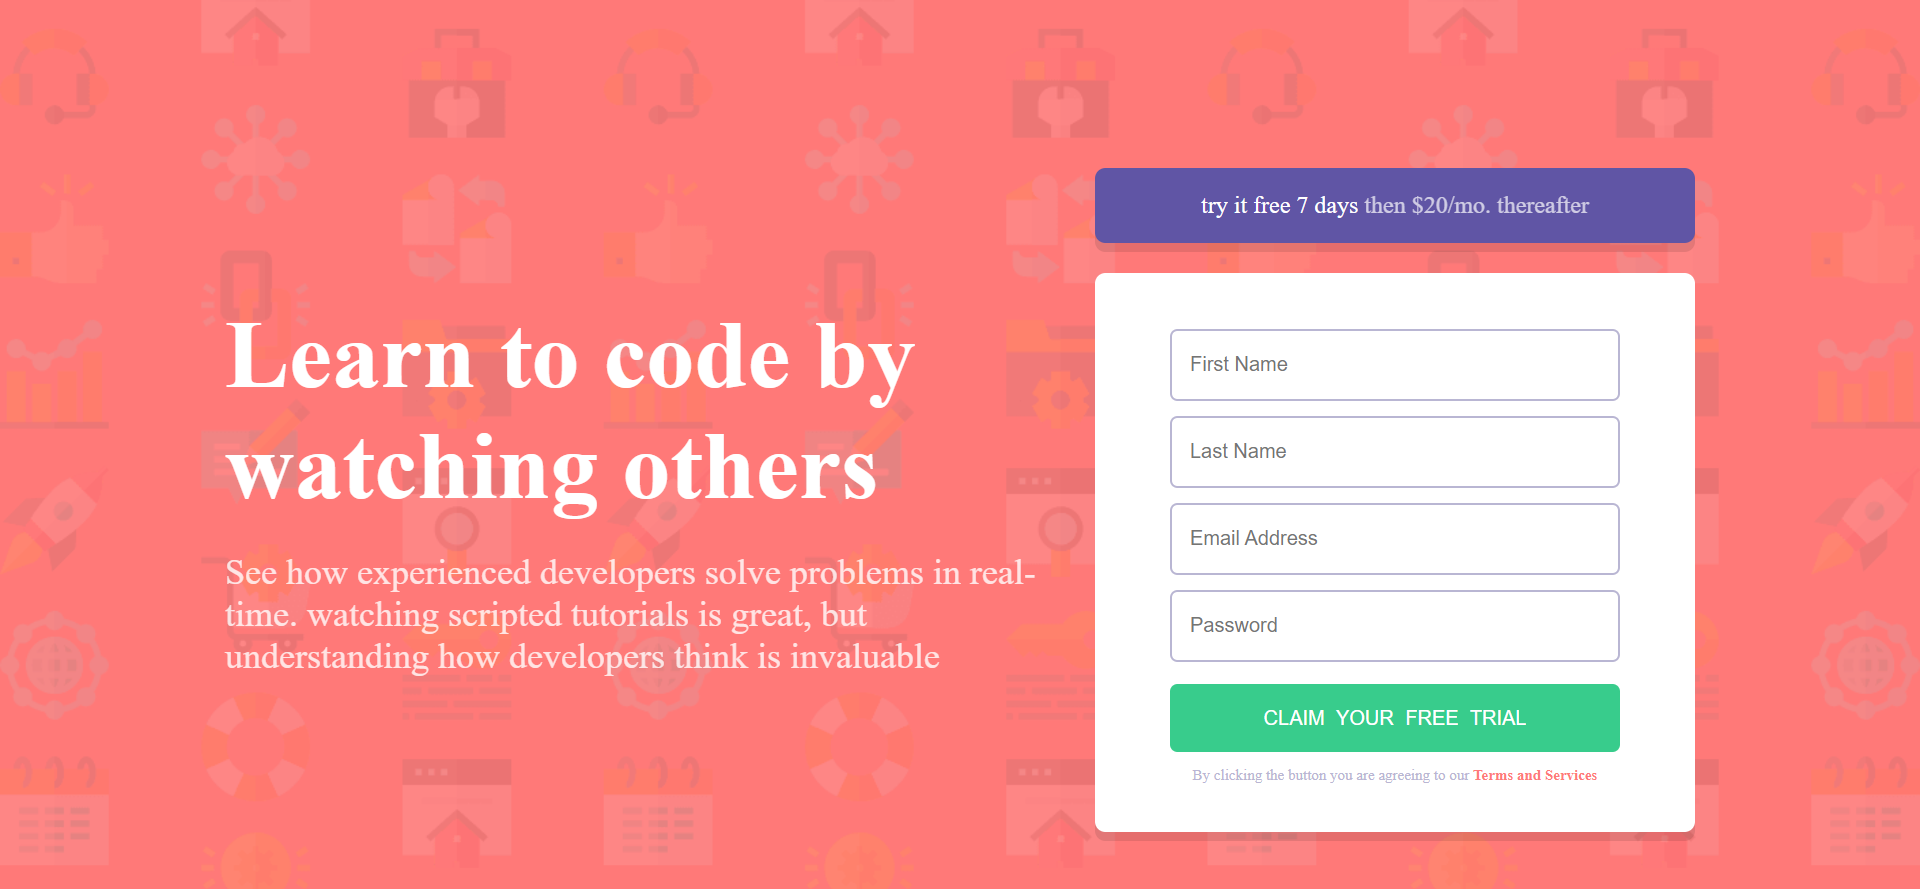 Learn to code by
watching others
See how experienced developers solve problems in real-
time. watching scripted tutorials is great, but
understanding how developers think is invaluable
try it free 7 days then $20/mo. thereafter
First Name
Last Name
Email Address
Password
CLAIM YOUR FREE TRIAL
By clicking the button you are agreeing to our Terms and Services